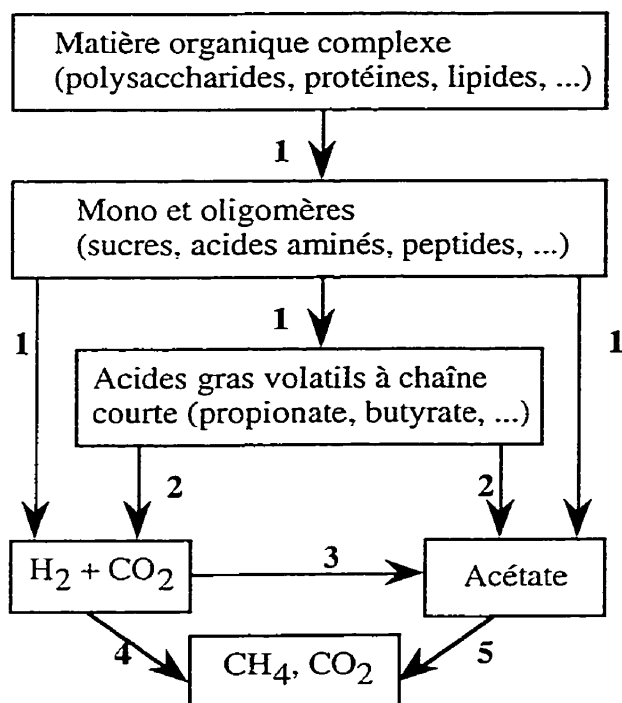 Matière organique complexe
(polysaccharides, protéines, lipides, ...)
1
Mono et oligomères
(sucres, acides aminés, peptides, ...)
1
1
1
Acides gras volatils à chaîne
courte (propionate, butyrate, ...)
2
2
H2 + CO2
3
Acétate
4
5
CH4, CO2